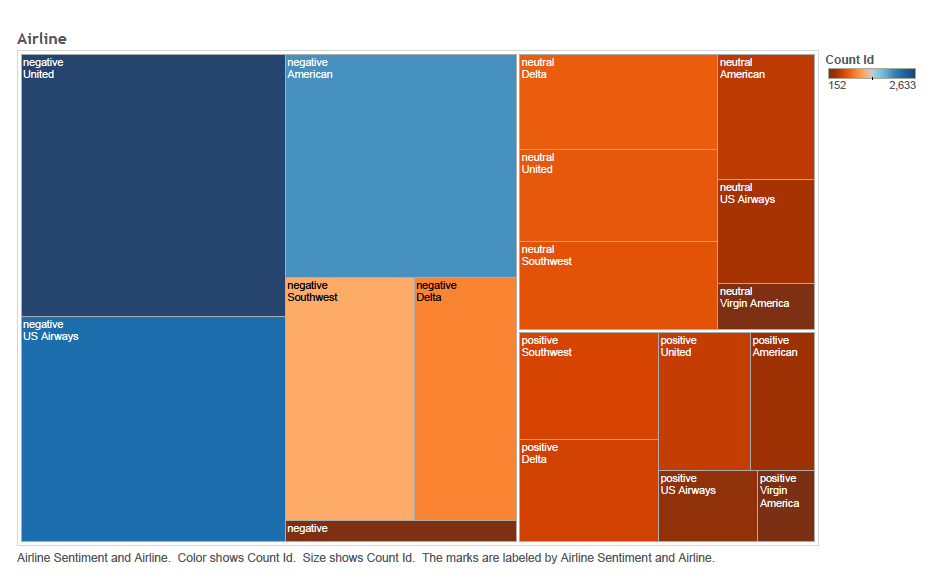 Airline
negative
United
negative
American
neutral
Delta
neutral
American
Count Id
152
2,633
neutral
United
neutral
US Airways
neutral
Southwest
negative
Southwest
negative
Delta
neutral
Virgin America
negative
US Airways
positive
Southwest
positive
United
positive
American
positive
Delta
positive
US Airways
positive
Virgin
America
negative
Airline Sentiment and Airline.  Color shows Count Id.  Size shows Count Id.  The marks are labeled by Airline Sentiment and Airline.